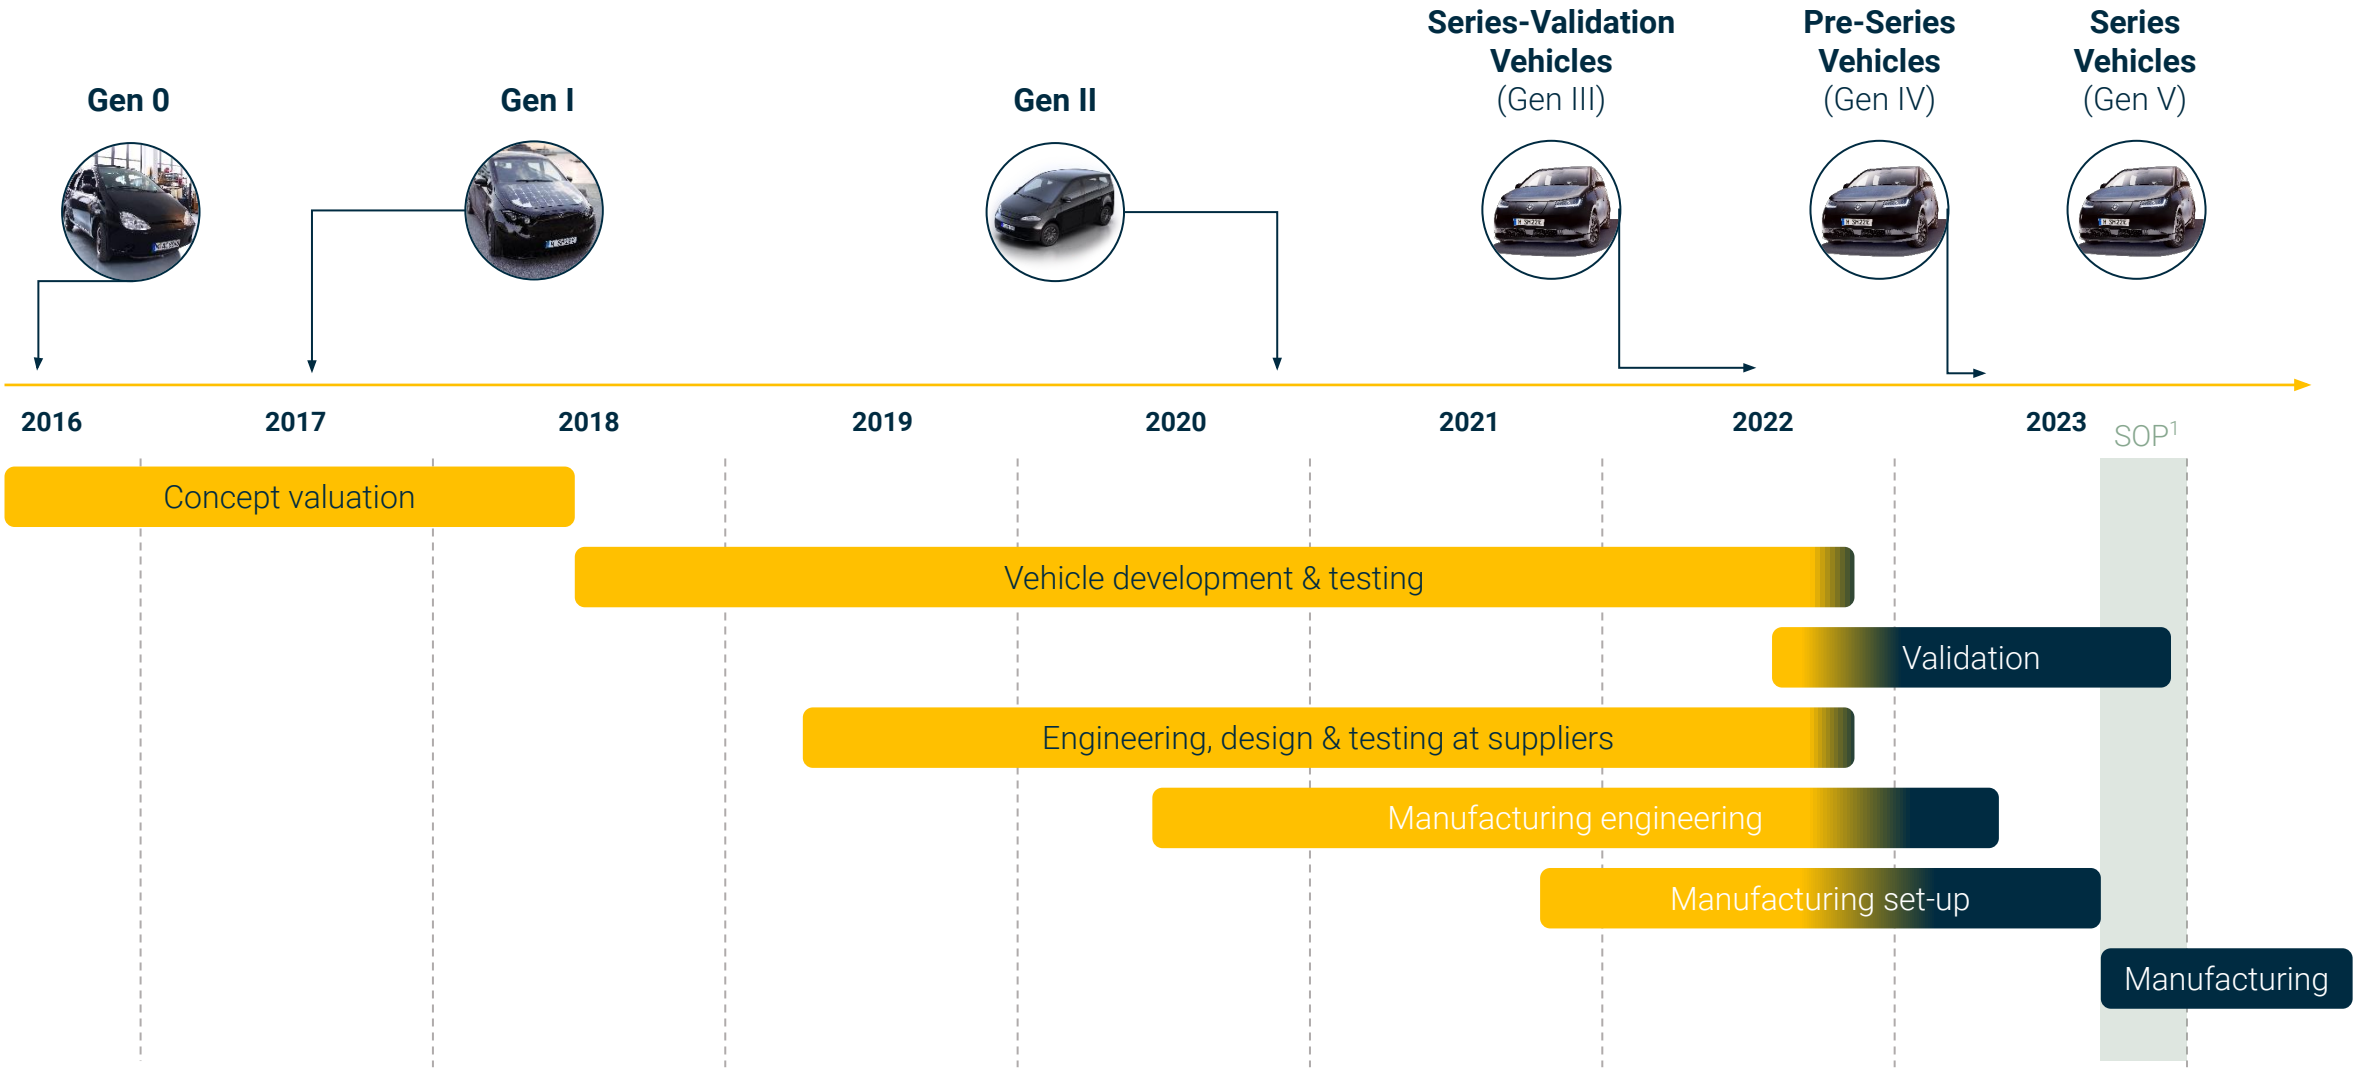 Series-Validation
Vehicles
(Gen III)
Pre-Series
Vehicles
(Gen IV)
Series
Vehicles
(Gen V)
Gen 0
Gen I
Gen II
2016
2017
2018
2019
2020
2021
2022
2023
SOP¹
Concept valuation
Vehicle development & testing
Validation
Engineering, design & testing at suppliers
Manufacturing engineering
Manufacturing set-up
Manufacturing